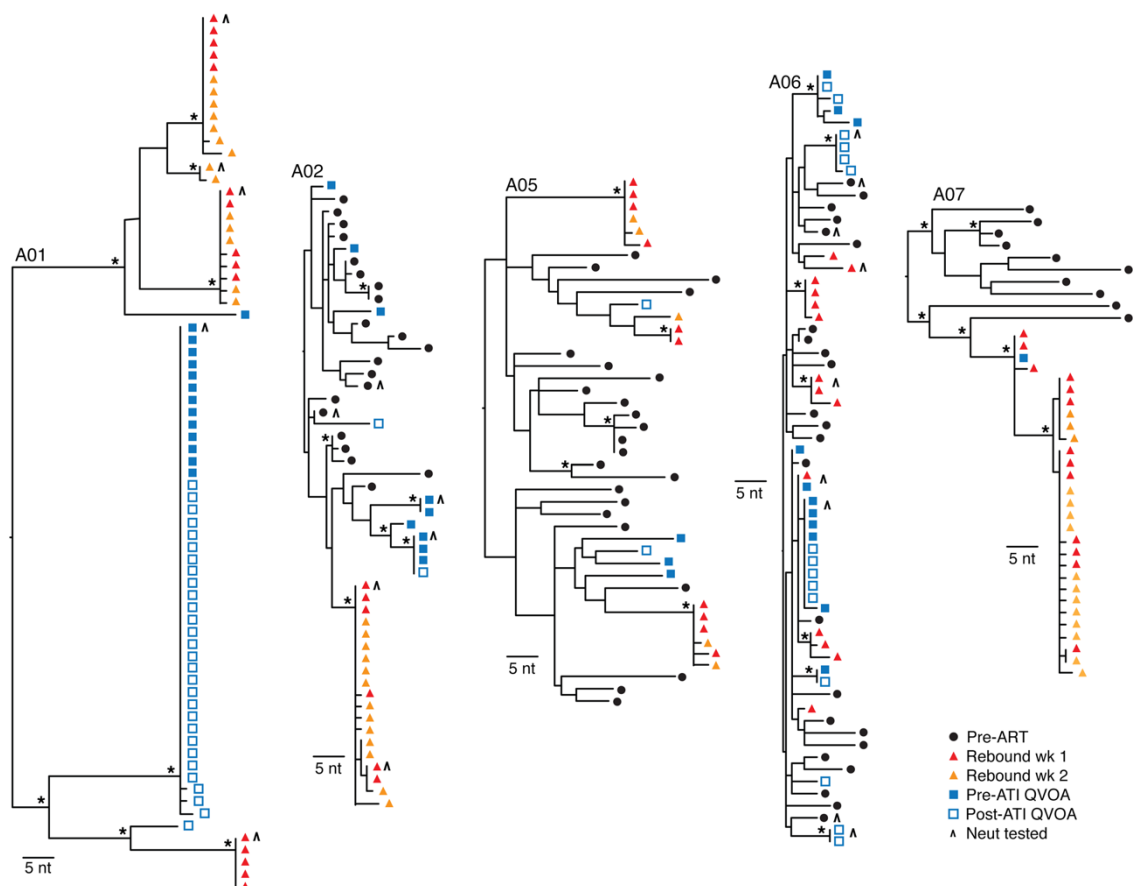 A01
5 nt
A02
5 nt
A05
5 nt
A06
5 nt
A07
5 nt
Pre-ART
Rebound wk 1
Rebound wk 2
Pre-ATI QVOA
Post-ATI QVOA
ʌ Neut tested